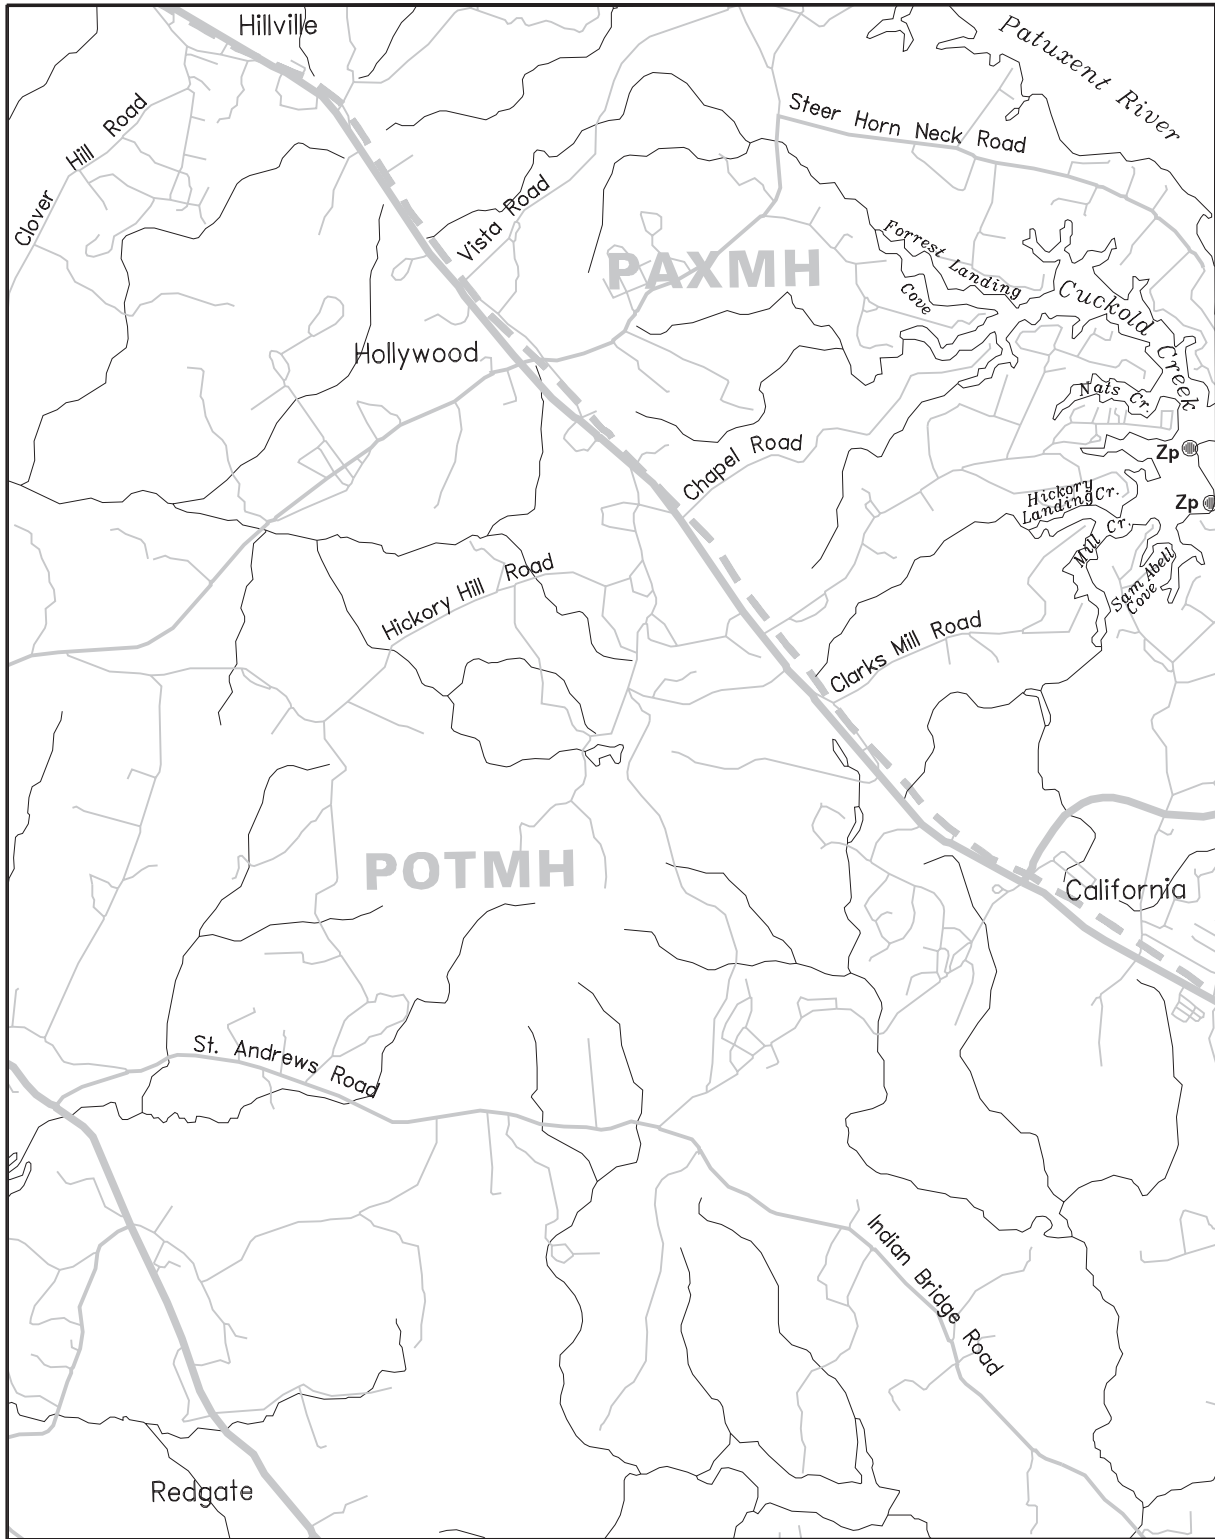 Hillville
Patuxent River
Steer Horn Neck Road
Clover Hill Road
Vista Road
Forrest Landing
Cove
PAXMH
Cuckold
Creek
Hollywood
Nats Cr.
Chapel Road
Zp
Zp
Hickory
Landing Cr.
Mill Cr.
Sam Abell
Cove
Hickory Hill Road
Clarks Mill Road
POTMH
California
St. Andrews Road
Indian Bridge Road
Redgate